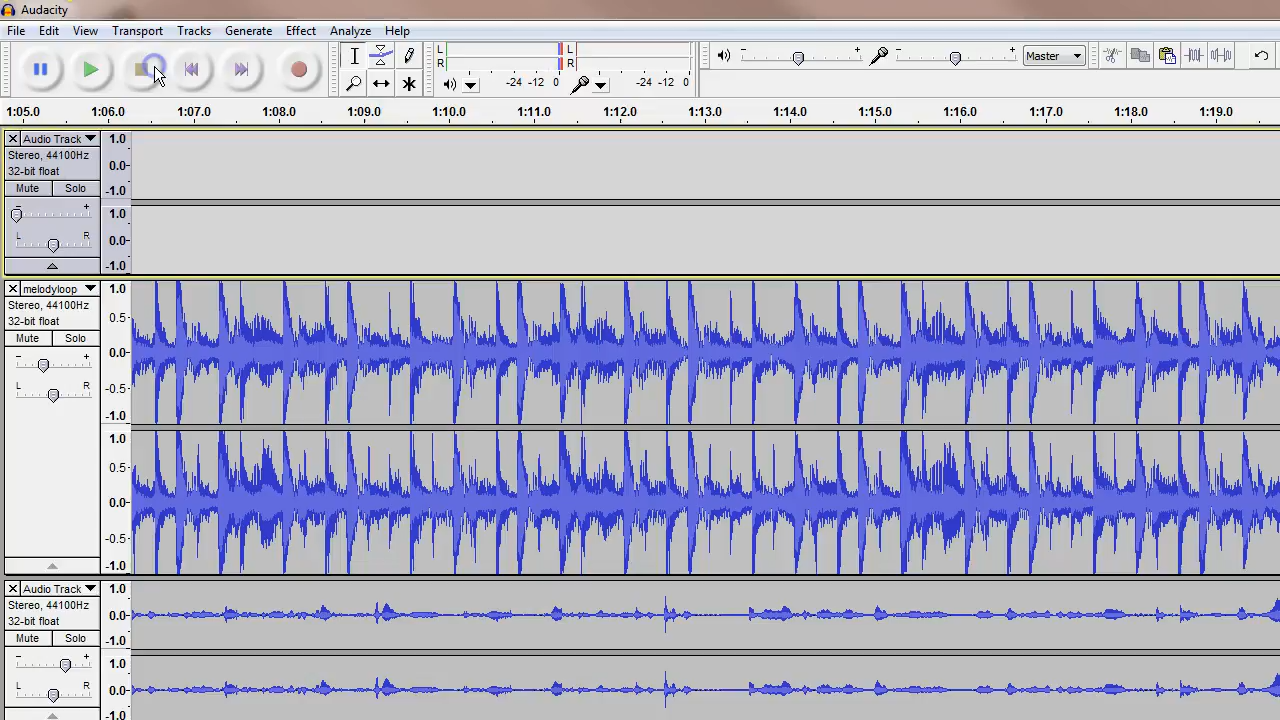 Audacity
File Edit View Transport Tracks Generate Effect Analyze Help
L L
R R
-24 -12 0 -24 -12 0
- + - + Master
1:05.0 1:06.0 1:07.0 1:08.0 1:09.0 1:10.0 1:11.0 1:12.0 1:13.0 1:14.0 1:15.0 1:16.0 1:17.0 1:18.0 1:19.0
Audio Track 1.0
Stereo, 44100Hz
32-bit float 0.0
Mute Solo -1.0
- + 1.0
L R 0.0
-1.0
melodyloop 1.0
Stereo, 44100Hz 0.5
32-bit float
Mute Solo 0.0
- +
L R -0.5
-1.0
1.0
0.5
0.0
-0.5
-1.0
Audio Track 1.0
Stereo, 44100Hz 0.0
32-bit float
Mute Solo -1.0
- + 1.0
L R 0.0
-1.0